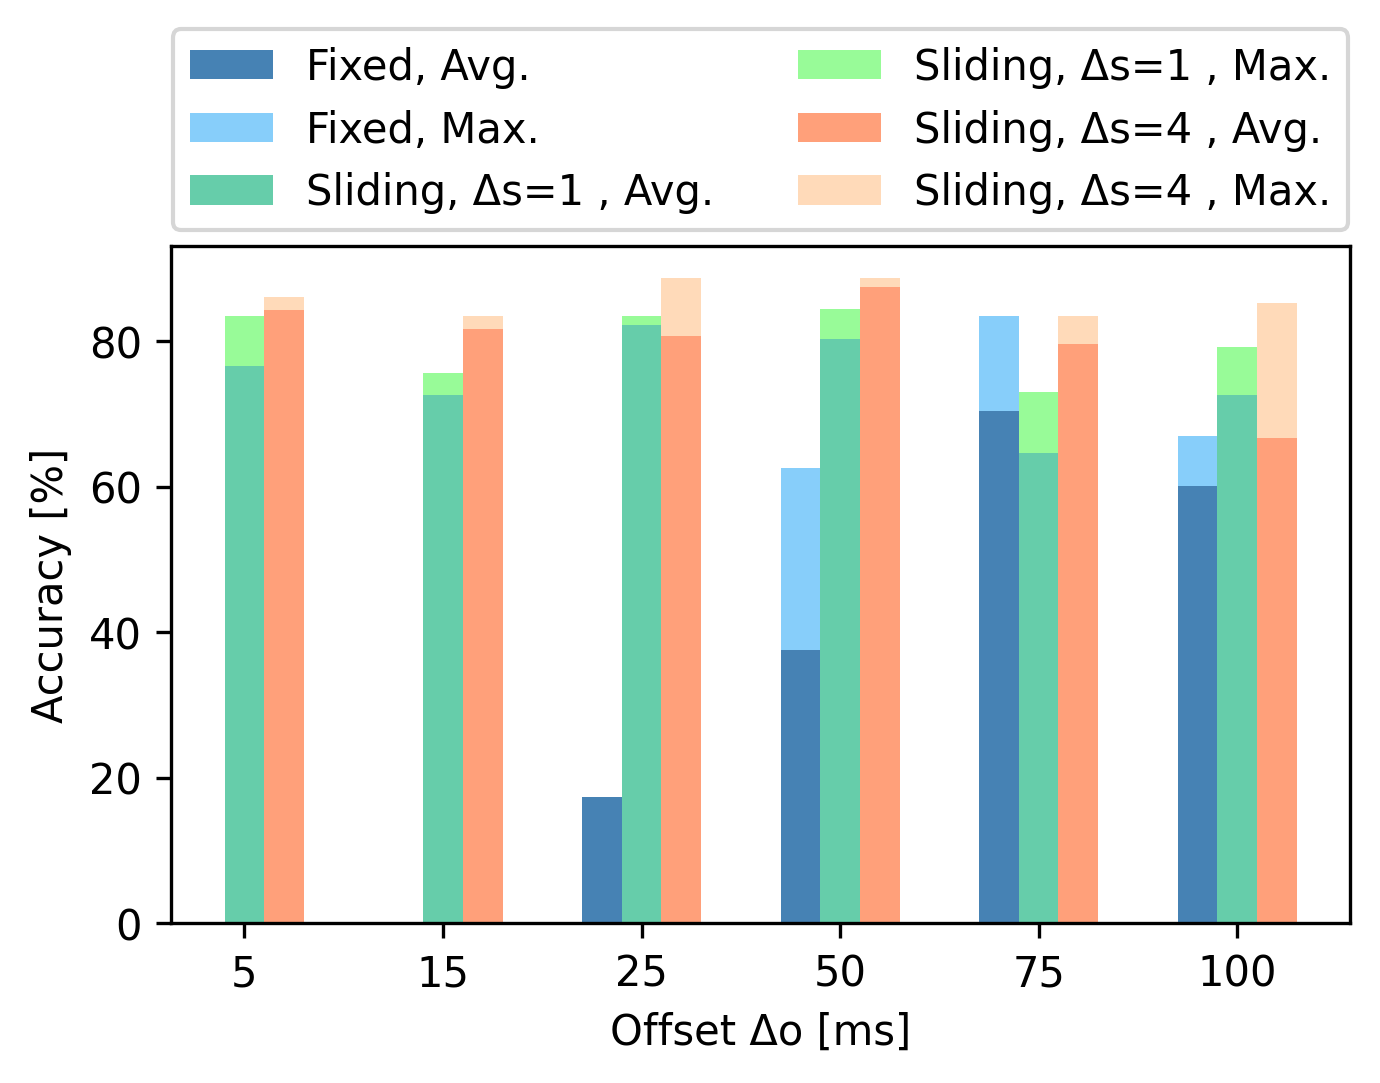 Fixed, Avg.
Fixed, Max.
Sliding, Δs=1 , Avg.
Sliding, Δs=1 , Max.
Sliding, Δs=4 , Avg.
Sliding, Δs=4 , Max.
Accuracy [%]
80
60
40
20
0
5 15 25 50 75 100
Offset Δo [ms]